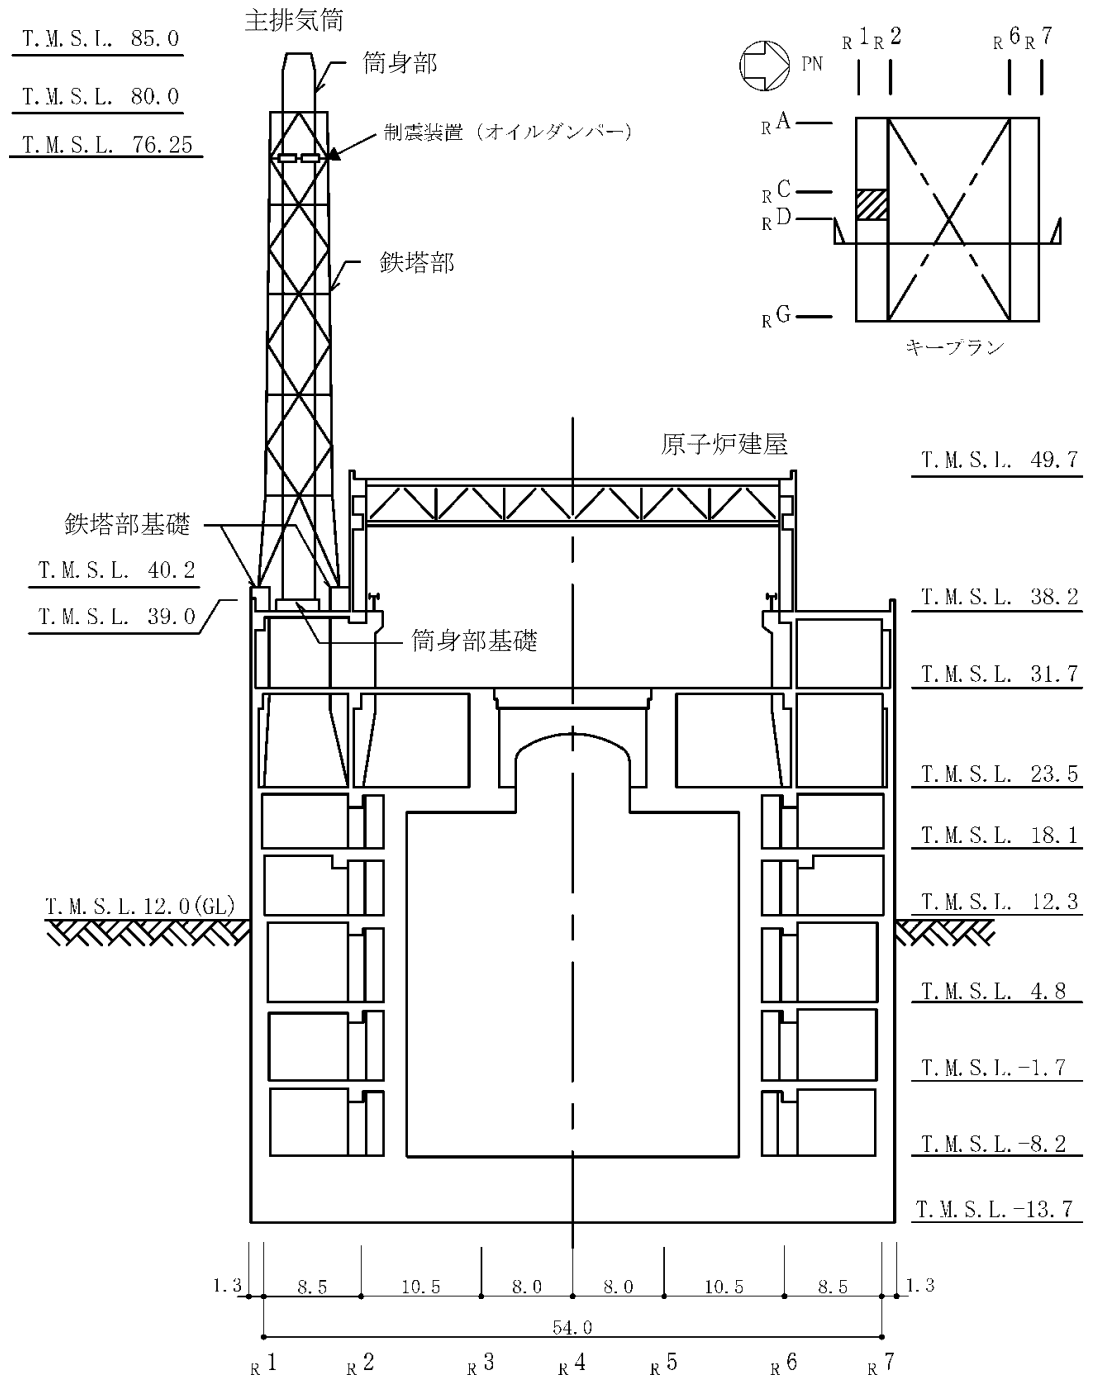 主排気筒
T.M.S.L. 85.0
筒身部
T.M.S.L. 80.0
制震装置（オイルダンパー）
T.M.S.L. 76.25
鉄塔部
R1 R2 R6 R7
PN
RA
RC
RD
RG
キープラン
原子炉建屋
T.M.S.L. 49.7
鉄塔部基礎
T.M.S.L. 40.2
T.M.S.L. 39.0
筒身部基礎
T.M.S.L. 38.2
T.M.S.L. 31.7
T.M.S.L. 23.5
T.M.S.L. 18.1
T.M.S.L. 12.3
T.M.S.L.12.0(GL)
T.M.S.L. 4.8
T.M.S.L.-1.7
T.M.S.L.-8.2
T.M.S.L.-13.7
1.3 8.5 10.5 8.0 8.0 10.5 8.5 1.3
54.0
R1 R2 R3 R4 R5 R6 R7